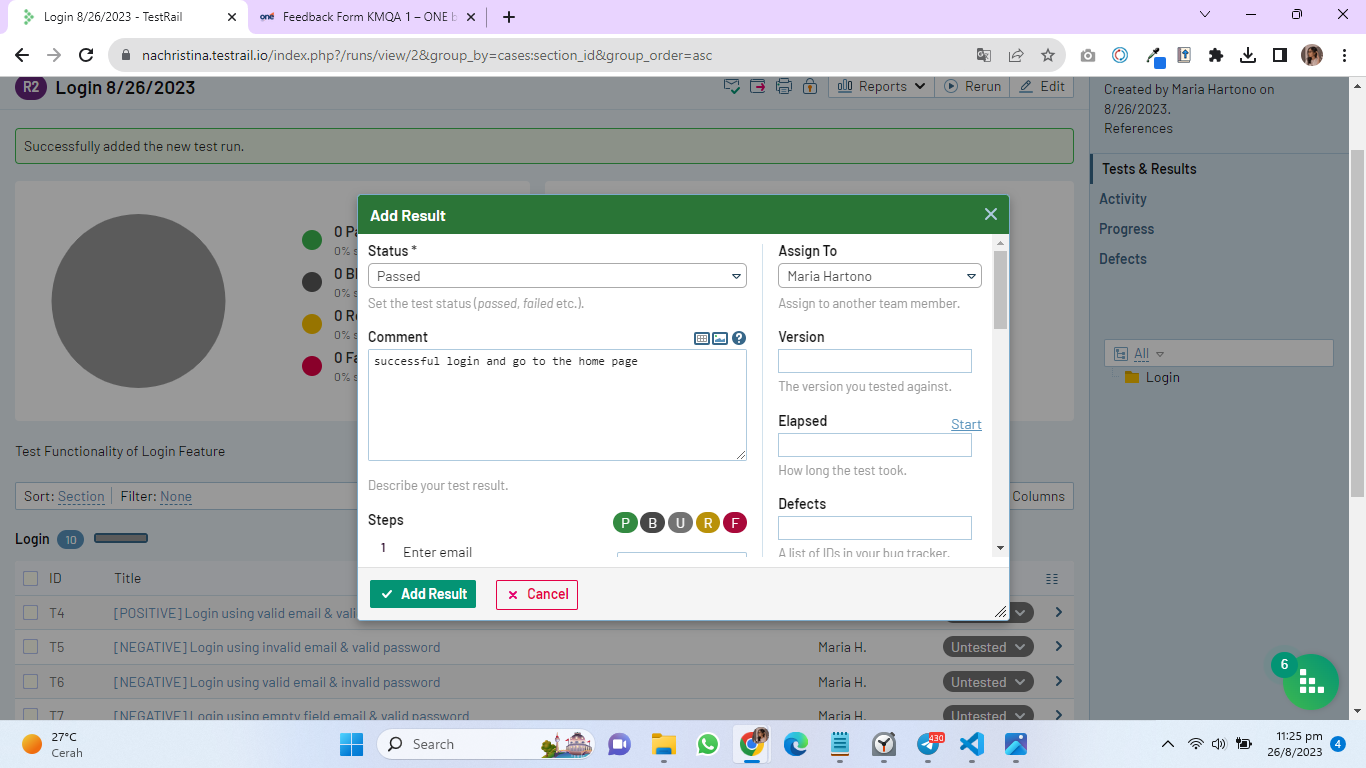 Login 8/26/2023 - TestRail
one Feedback Form KMQA 1 – ONE b
nachristina.testrail.io/index.php?/runs/view/2&group_by=cases:section_id&group_order=asc
R2 Login 8/26/2023
Reports Rerun Edit
Created by Maria Hartono on
8/26/2023.
References
Successfully added the new test run.
Tests & Results
Activity
Progress
Defects
All
Login
0 Pa
0% s
0 Bl
0% s
0 R
0% s
0 Fa
0% s
Add Result
Status *
Passed
Set the test status (passed, failed etc.).
Comment
successful login and go to the home page
Describe your test result.
Steps P B U R F
1 Enter email
Assign To
Maria Hartono
Assign to another team member.
Version
The version you tested against.
Elapsed Start
How long the test took.
Defects
A list of IDs in your bug tracker.
Add Result Cancel
Test Functionality of Login Feature
Sort: Section Filter: None Columns
Login 10
ID Title
T4 [POSITIVE] Login using valid email & vali
T5 [NEGATIVE] Login using invalid email & valid password Maria H. Untested
T6 [NEGATIVE] Login using valid email & invalid password Maria H. Untested
T7 [NEGATIVE] Login using empty field email & valid password Maria H. Untested
6
27°C
Cerah
Search
430
11:25 pm
26/8/2023 4